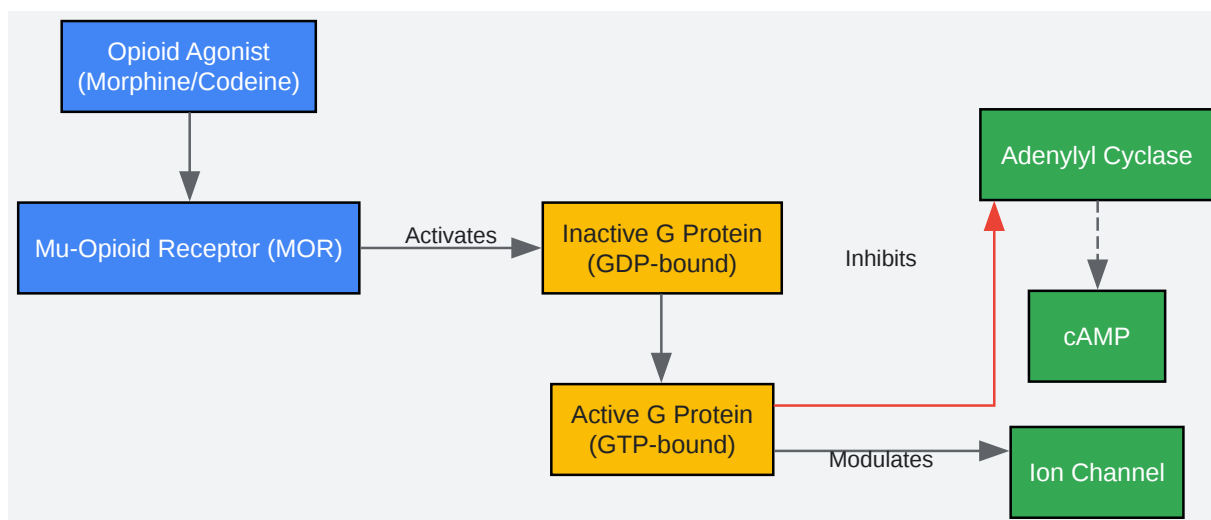 Opioid Agonist
(Morphine/Codeine)
Adenylyl Cyclase
Mu-Opioid Receptor (MOR)
Activates
Inactive G Protein
(GDP-bound)
Inhibits
cAMP
Active G Protein
(GTP-bound)
Modulates
Ion Channel